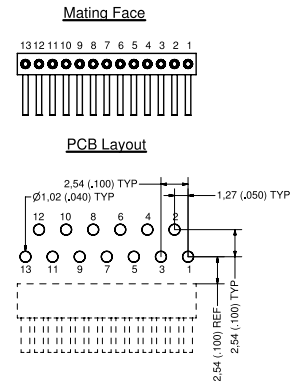 Mating Face
13 12 11 10 9 8 7 6 5 4 3 2 1
PCB Layout
2,54 (.100) TYP
Ø1,02 (.040) TYP
1,27 (.050) TYP
12 10 8 6 4 2
13 11 9 7 5 3 1
2,54 (.100) REF
2,54 (.100) TYP